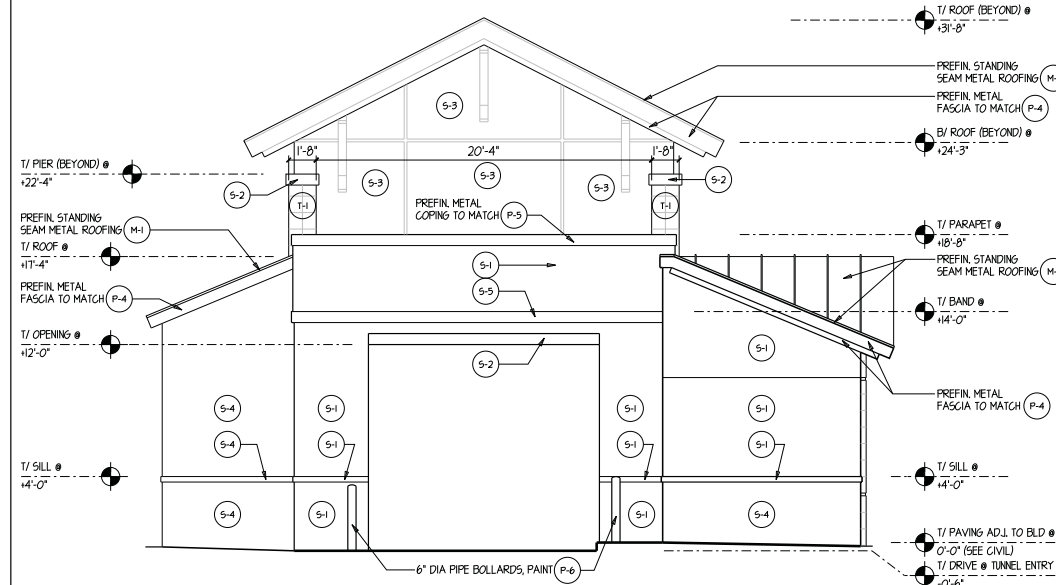 T/ ROOF (BEYOND) @
+31'-8"
PREFIN. STANDING
SEAM METAL ROOFING M-
PREFIN. METAL
FASCIA TO MATCH P-4
S-3
B/ ROOF (BEYOND) @
+24'-3"
1'-8" 20'-4" 1'-8"
T/ PIER (BEYOND) @
+22'-4"
S-3 S-3 S-3
S-2 S-2
T-1 T-1
PREFIN. METAL
COPING TO MATCH P-5
PREFIN. STANDING
SEAM METAL ROOFING M-1
T/ ROOF @
+17'-4"
T/ PARAPET @
+18'-8"
PREFIN. STANDING
SEAM METAL ROOFING M-
S-1
S-5
PREFIN. METAL
FASCIA TO MATCH P-4
T/ BAND @
+14'-0"
T/ OPENING @
+12'-0"
S-2
S-1
PREFIN. METAL
FASCIA TO MATCH P-4
S-4 S-1 S-1 S-1
S-4 S-1 S-1 S-1
T/ SILL @
+4'-0"
T/ SILL @
+4'-0"
S-4 S-1 S-1 S-4
T/ PAVING ADJ. TO BLD @
0'-0" (SEE CIVIL)
6" DIA PIPE BOLLARDS, PAINT P-6
T/ DRIVE @ TUNNEL ENTRY
-0'-6"